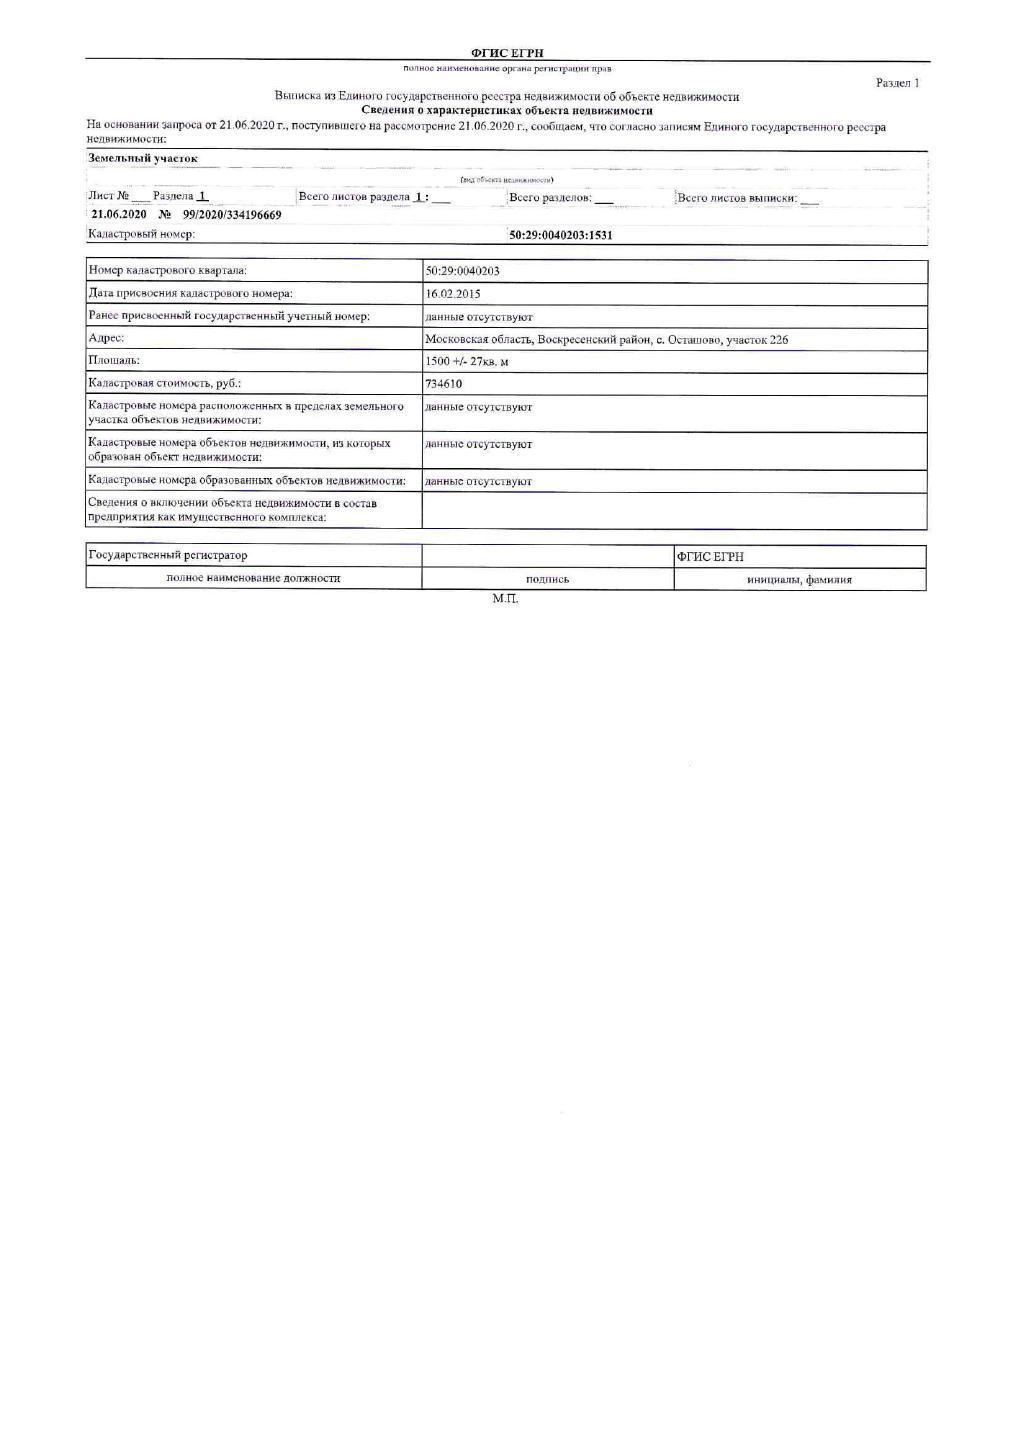 ФГИС ЕГРН
полное наименование органа регистрации прав
Раздел 1
Выписка из Единого государственного реестра недвижимости об объекте недвижимости
Сведения о характеристиках объекта недвижимости
На основании запроса от 21.06.2020 г., поступившего на рассмотрение 21.06.2020 г., сообщаем, что согласно записям Единого государственного реестра
недвижимости:
Земельный участок
(вид объекта недвижимости)
Лист № ___ Раздела 1 Всего листов раздела 1 : ___ Всего разделов: ___ Всего листов выписки: ___
21.06.2020 № 99/2020/334196669
Кадастровый номер: 50:29:0040203:1531
Номер кадастрового квартала: 50:29:0040203
Дата присвоения кадастрового номера: 16.02.2015
Ранее присвоенный государственный учетный номер: данные отсутствуют
Адрес: Московская область, Воскресенский район, с. Осташово, участок 226
Площадь: 1500 +/- 27кв. м
Кадастровая стоимость, руб.: 734610
Кадастровые номера расположенных в пределах земельного данные отсутствуют
участка объектов недвижимости:
Кадастровые номера объектов недвижимости, из которых данные отсутствуют
образован объект недвижимости:
Кадастровые номера образованных объектов недвижимости: данные отсутствуют
Сведения о включении объекта недвижимости в состав
предприятия как имущественного комплекса:
Государственный регистратор ФГИС ЕГРН
полное наименование должности подпись инициалы, фамилия
М.П.